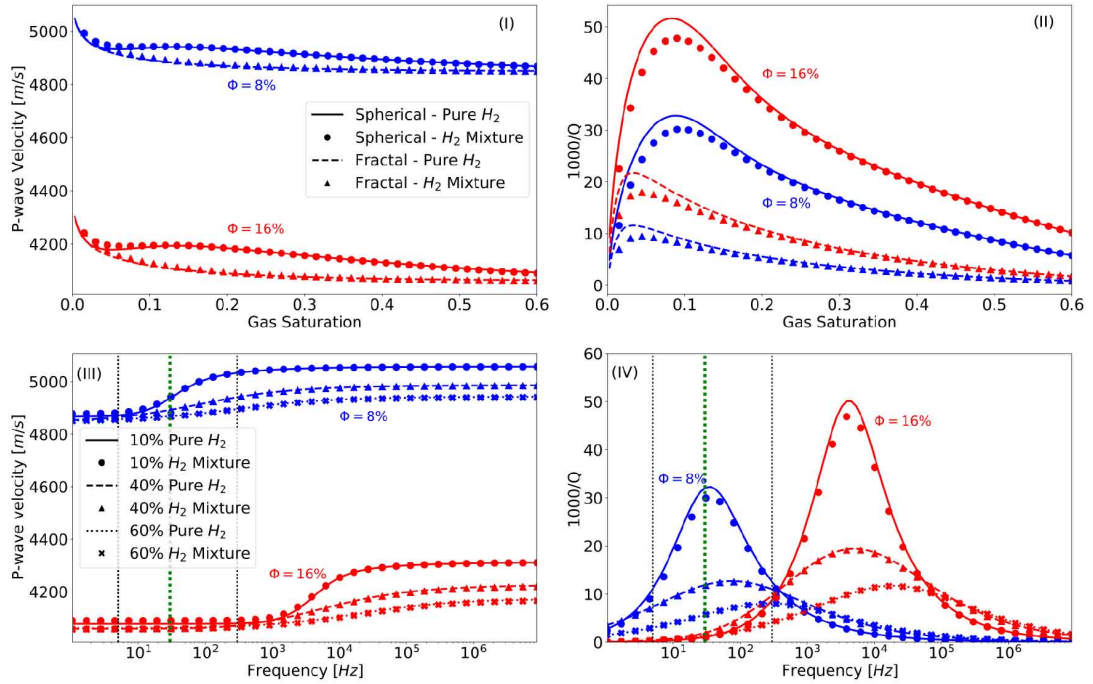 (I)
P-wave Velocity [m/s]
5000
4800
4600
4400
4200
Φ = 8%
Spherical - Pure H₂
Spherical - H₂ Mixture
Fractal - Pure H₂
Fractal - H₂ Mixture
Φ = 16%
0.0 0.1 0.2 0.3 0.4 0.5 0.6
Gas Saturation
(II)
1000/Q
50
40
30
20
10
0
Φ = 16%
Φ = 8%
0.0 0.1 0.2 0.3 0.4 0.5 0.6
Gas Saturation
(III)
P-wave velocity [m/s]
5000
4800
4600
4400
4200
Φ = 8%
10% Pure H₂
10% H₂ Mixture
40% Pure H₂
40% H₂ Mixture
60% Pure H₂
60% H₂ Mixture
Φ = 16%
10¹ 10² 10³ 10⁴ 10⁵ 10⁶
Frequency [Hz]
(IV)
1000/Q
60
50
40
30
20
10
0
Φ = 16%
Φ = 8%
10¹ 10² 10³ 10⁴ 10⁵ 10⁶
Frequency [Hz]